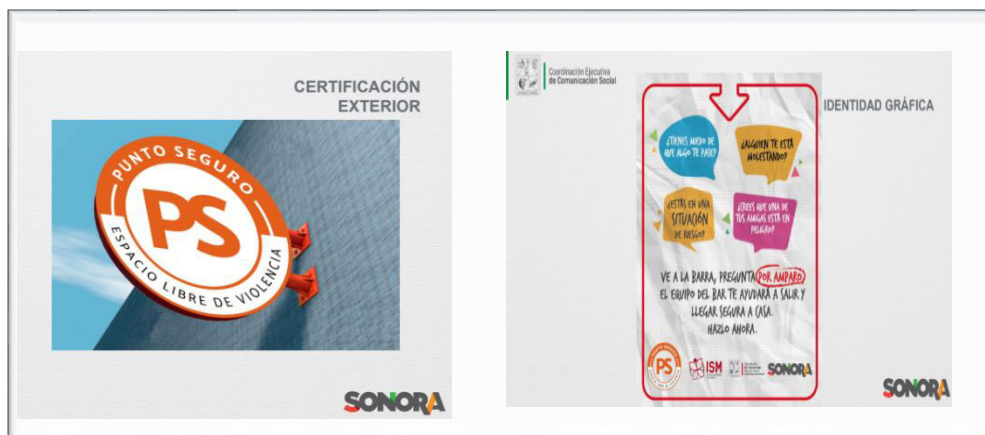 CERTIFICACIÓN
EXTERIOR
PUNTO SEGURO
PS
ESPACIO LIBRE DE VIOLENCIA
SONORA
Coordinación Ejecutiva
de Comunicación Social
IDENTIDAD GRÁFICA
¿TIENES MIEDO DE
QUE ALGO TE PASE?
¿ALGUIEN TE ESTÁ
MOLESTANDO?
¿ESTÁS EN UNA
SITUACIÓN
DE RIESGO?
¿CREES QUE UNA DE
TUS AMIGAS ESTÁ EN
PELIGRO?
VE A LA BARRA, PREGUNTA POR AMPARO
EL EQUIPO DEL BAR TE AYUDARÁ A SALIR Y
LLEGAR SEGURA A CASA.
HAZLO AHORA.
PS
ISM
SONORA
SONORA